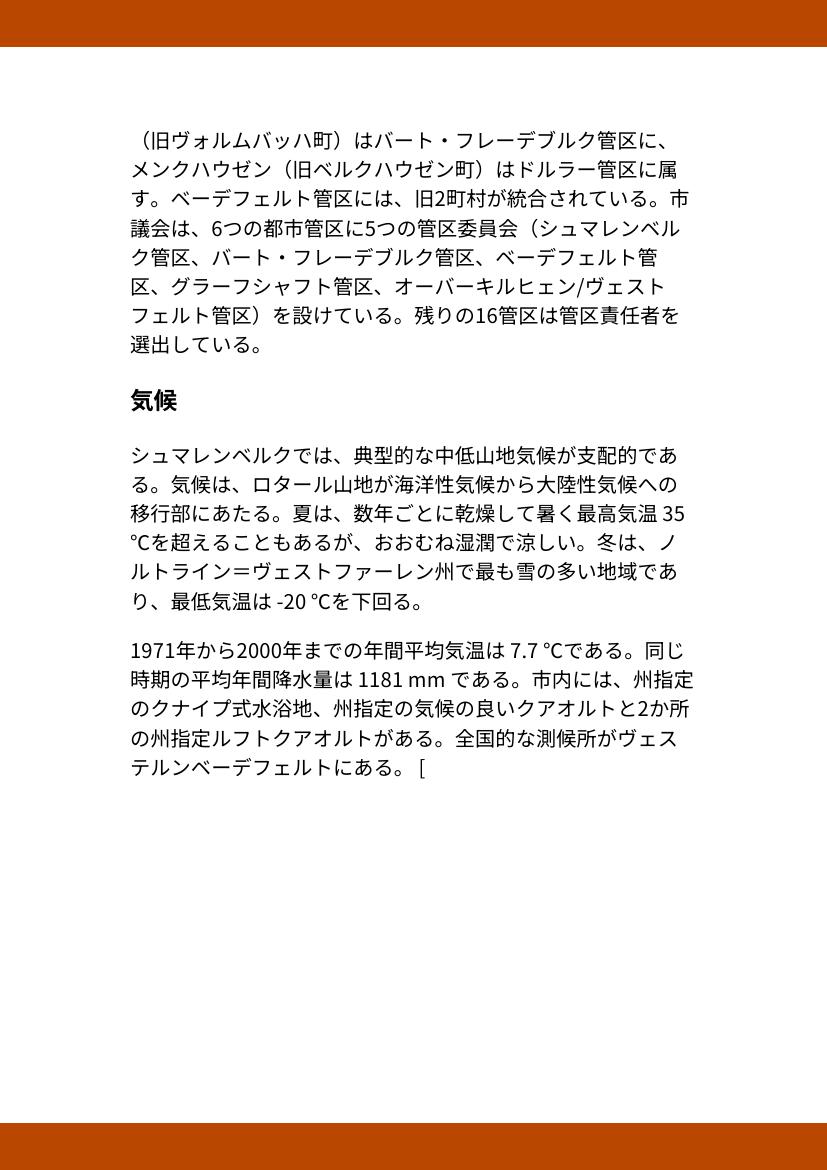 （旧ヴォルムバッハ町）はバート・フレーデブルク管区に、
メンクハウゼン（旧ベルクハウゼン町）はドルラー管区に属
す。ベーデフェルト管区には、旧2町村が統合されている。市
議会は、6つの都市管区に5つの管区委員会（シュマレンベル
ク管区、バート・フレーデブルク管区、ベーデフェルト管
区、グラーフシャフト管区、オーバーキルヒェン/ヴェスト
フェルト管区）を設けている。残りの16管区は管区責任者を
選出している。
気候
シュマレンベルクでは、典型的な中低山地気候が支配的であ
る。気候は、ロタール山地が海洋性気候から大陸性気候への
移行部にあたる。夏は、数年ごとに乾燥して暑く最高気温 35
℃を超えることもあるが、おおむね湿潤で涼しい。冬は、ノ
ルトライン＝ヴェストファーレン州で最も雪の多い地域であ
り、最低気温は -20 ℃を下回る。
1971年から2000年までの年間平均気温は 7.7 ℃である。同じ
時期の平均年間降水量は 1181 mm である。市内には、州指定
のクナイプ式水浴地、州指定の気候の良いクアオルトと2か所
の州指定ルフトクアオルトがある。全国的な測候所がヴェス
テルンベーデフェルトにある。 [